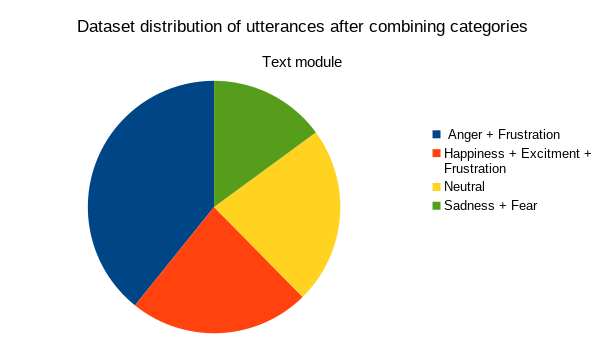 Dataset distribution of utterances after combining categories
Text module
Anger + Frustration
Happiness + Excitment +
Frustration
Neutral
Sadness + Fear